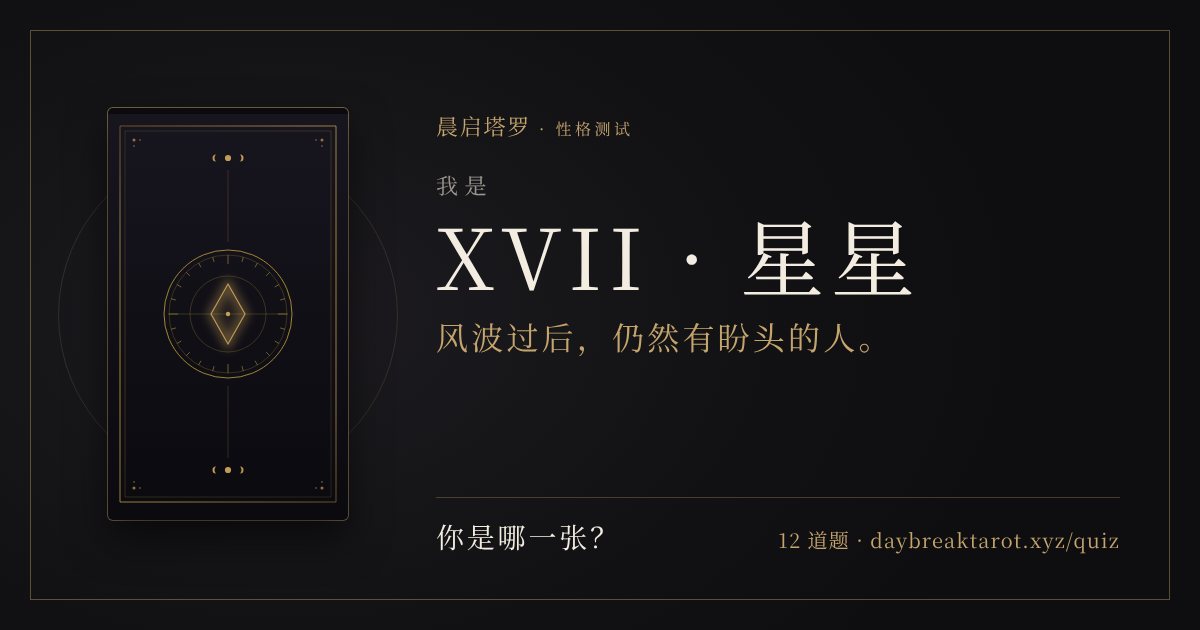 晨启塔罗 · 性格测试
我是
XVII · 星星
风波过后，仍然有盼头的人。
你是哪一张？
12 道题 · daybreaktarot.xyz/quiz